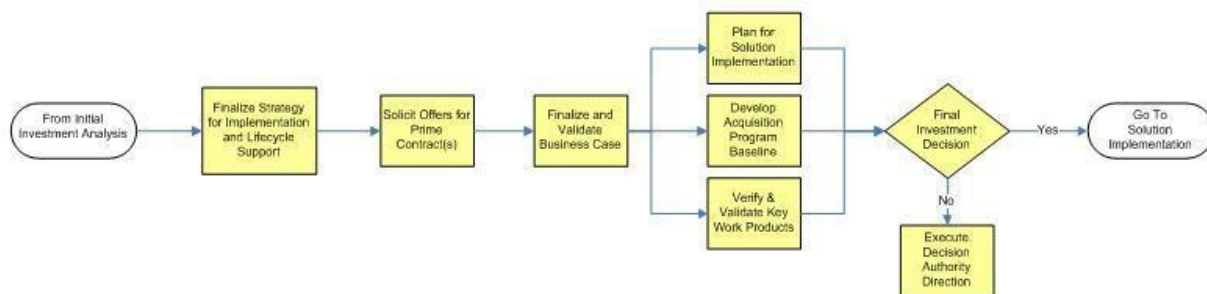 From Initial
Investment Analysis
Finalize Strategy
for Implementation
and Lifecycle
Support
Solicit Offers for
Prime
Contract(s)
Finalize and
Validate
Business Case
Plan for
Solution
Implementation
Develop
Acquisition
Program
Baseline
Verify &
Validate Key
Work Products
Final
Investment
Decision
Yes
Go To
Solution
Implementation
No
Execute
Decision
Authority
Direction